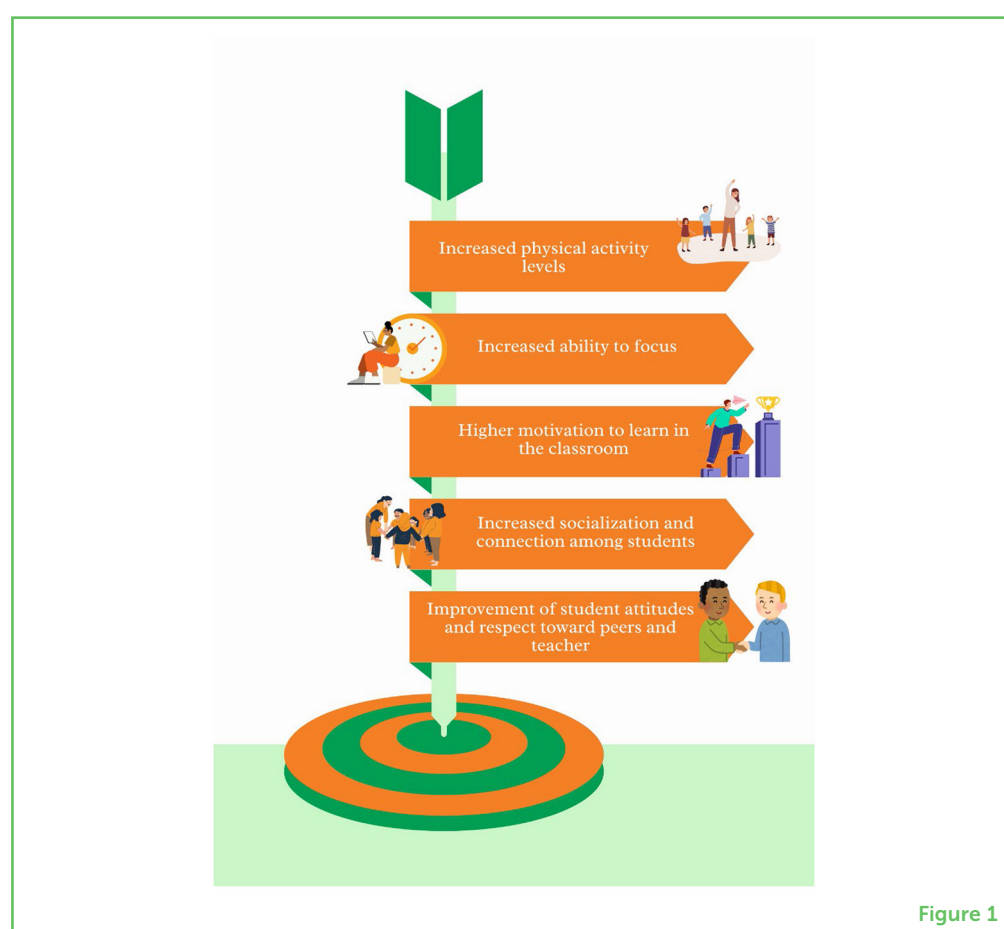 Increased physical activity
levels
Increased ability to focus
Higher motivation to learn in
the classroom
Increased socialization and
connection among students
Improvement of student attitudes
and respect toward peers and
teacher
Figure 1